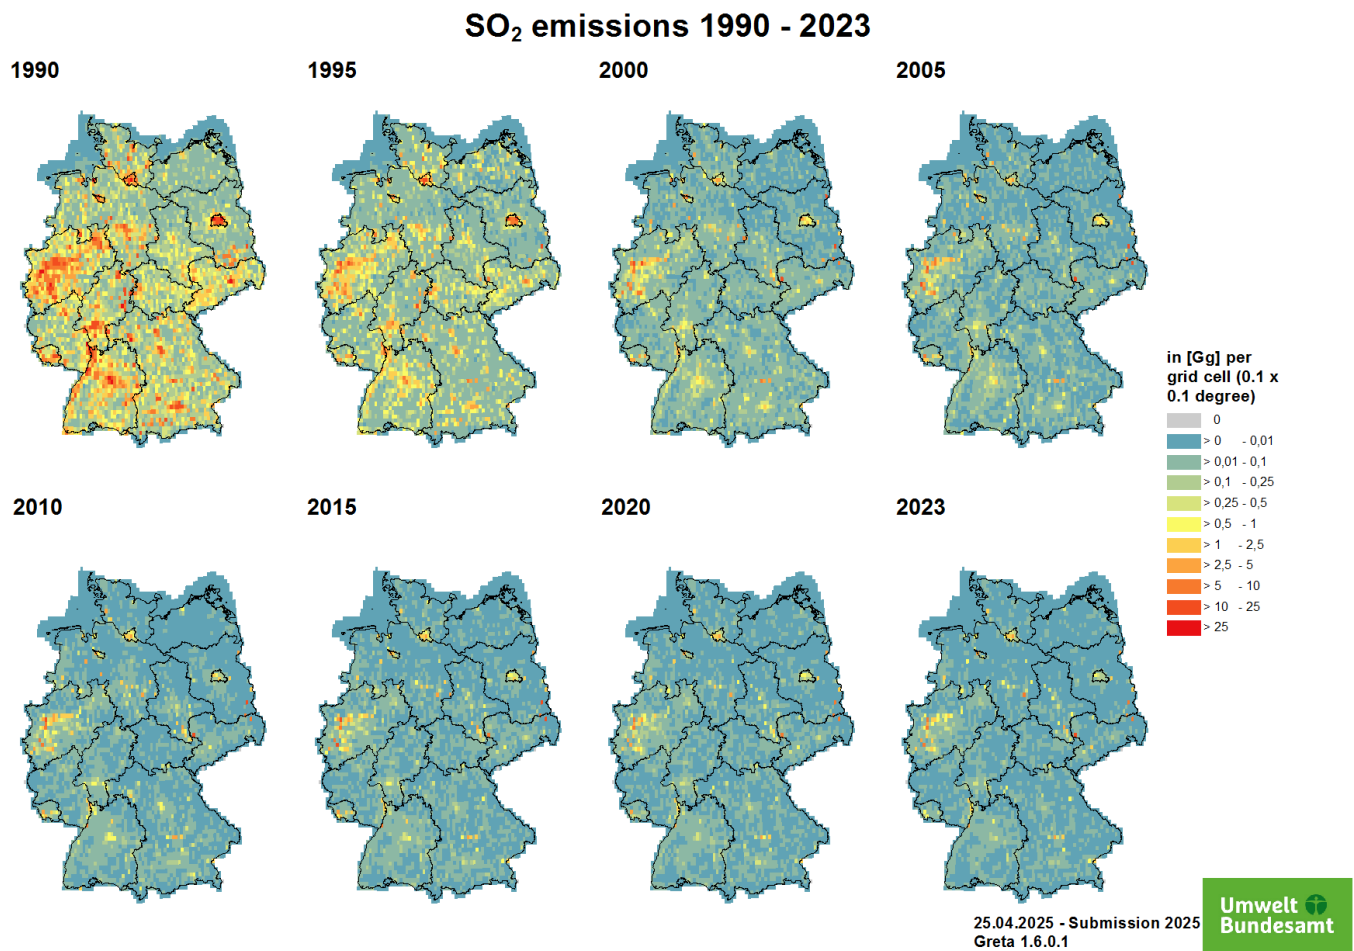 SO₂ emissions 1990 - 2023
1990
1995
2000
2005
2010
2015
2020
2023
in [Gg] per
grid cell (0.1 x
0.1 degree)
0
> 0 - 0,01
> 0,01 - 0,1
> 0,1 - 0,25
> 0,25 - 0,5
> 0,5 - 1
> 1 - 2,5
> 2,5 - 5
> 5 - 10
> 10 - 25
> 25
25.04.2025 - Submission 2025
Greta 1.6.0.1
Umwelt
Bundesamt